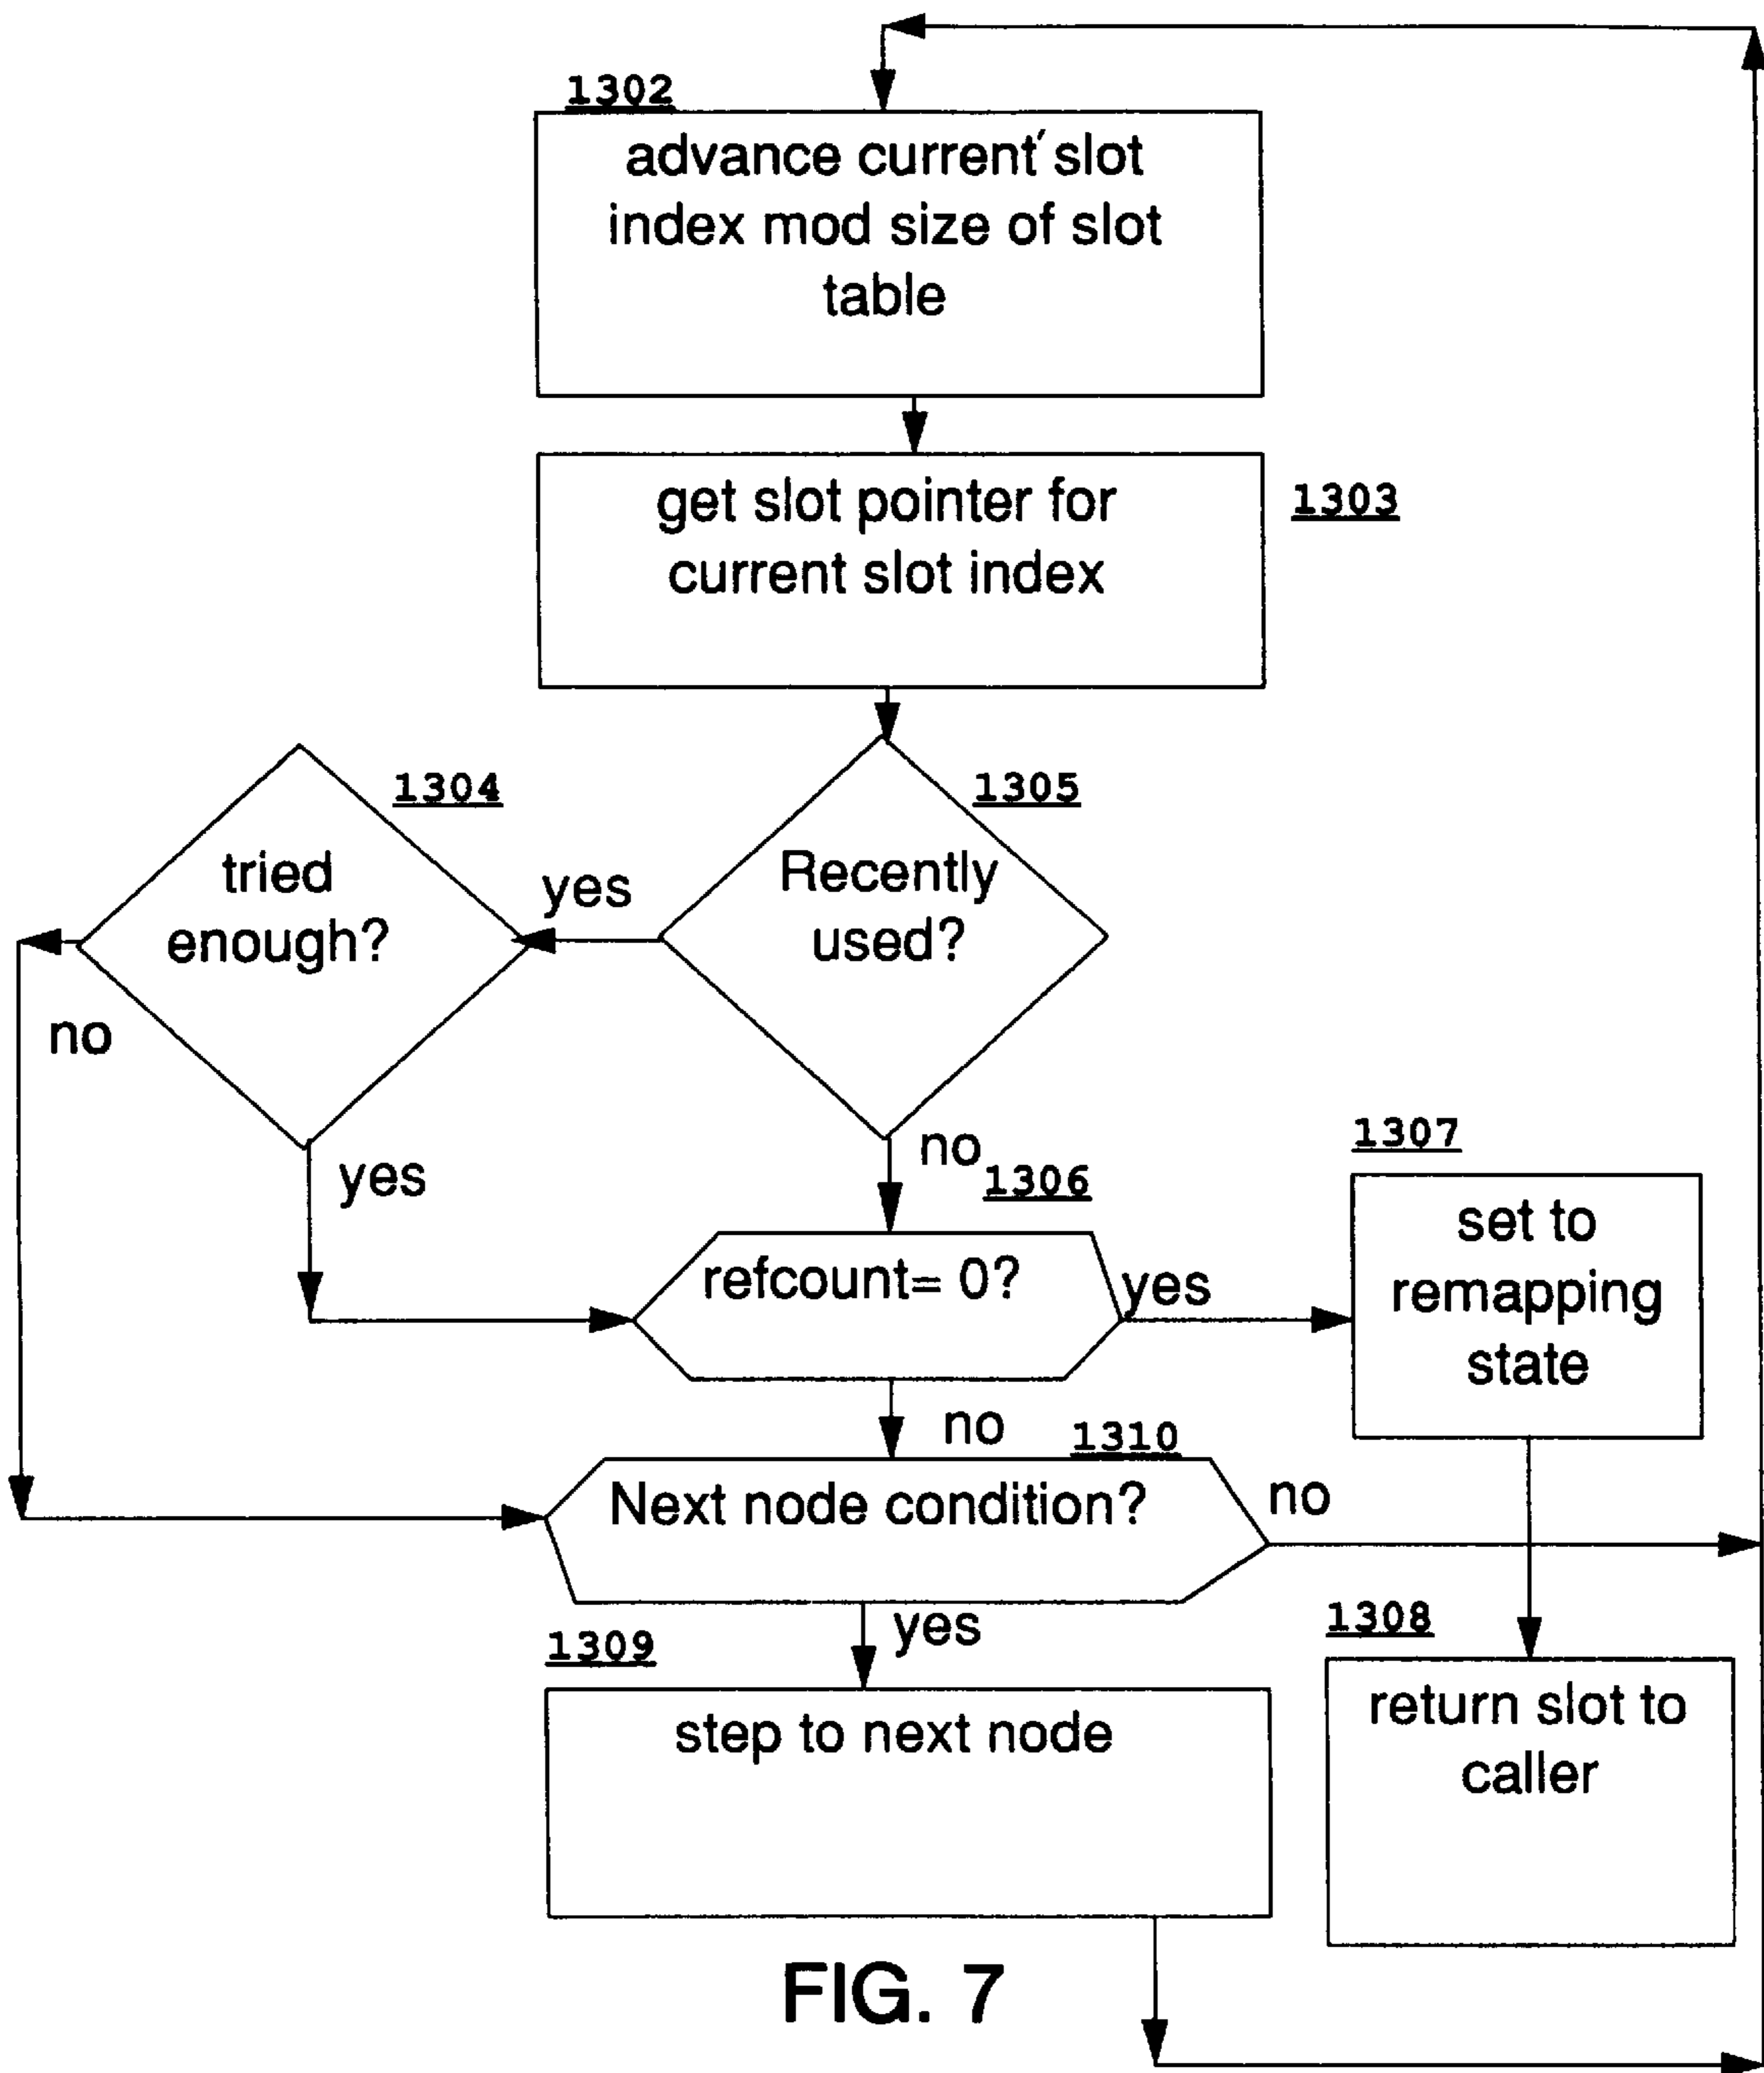 1302
advance current slot
index mod size of slot
table
get slot pointer for
current slot index
1303
1304
1305
tried
enough?
yes
Recently
used?
no
yes
no
1306
1307
refcount= 0?
yes
set to
remapping
state
no
1310
Next node condition?
no
yes
1309
1308
step to next node
return slot to
caller
FIG. 7